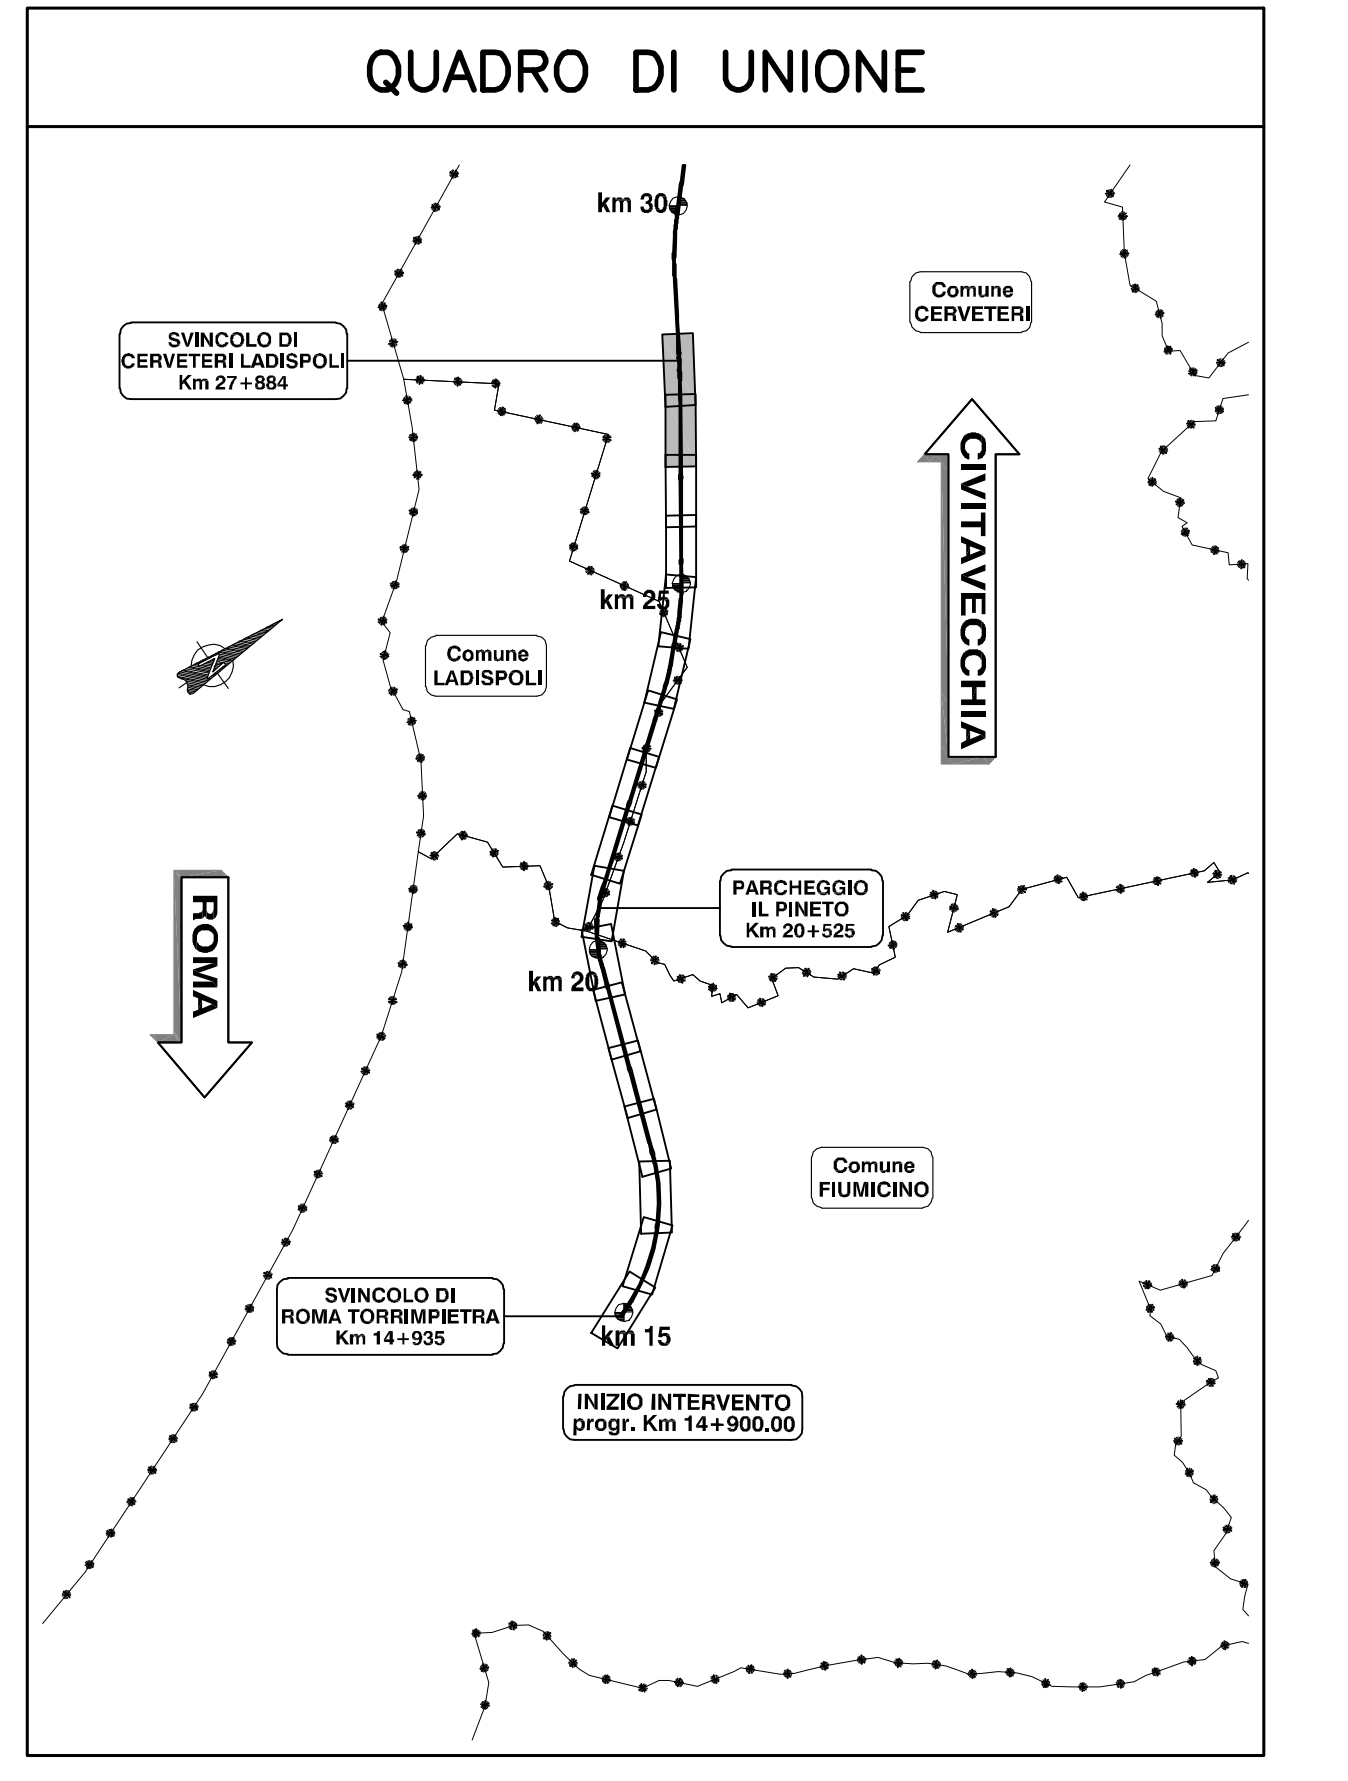 QUADRO DI UNIONE
km 30
Comune
CERVETERI
SVINCOLO DI
CERVETERI LADISPOLI
Km 27+884
CIVITAVECCHIA
km 25
Comune
LADISPOLI
Z
ROMA
PARCHEGGIO
IL PINETO
Km 20+525
km 20
Comune
FIUMICINO
SVINCOLO DI
ROMA TORRIMPIETRA
Km 14+935
km 15
INIZIO INTERVENTO
progr. Km 14+900.00